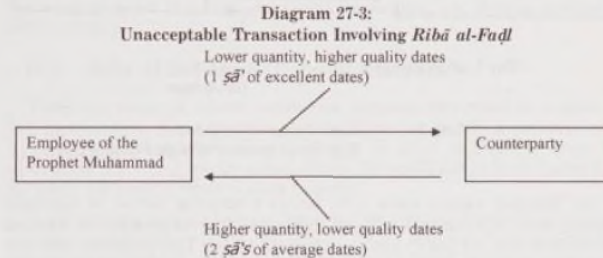 Diagram 27-3:
Unacceptable Transaction Involving Ribā al-Faḍl
Lower quantity, higher quality dates
(1 ṣā' of excellent dates)
Employee of the
Prophet Muhammad
Counterparty
Higher quantity, lower quality dates
(2 ṣā's of average dates)